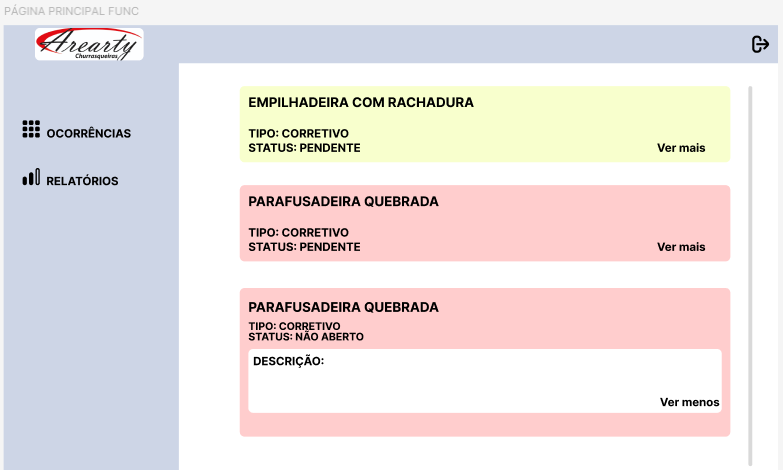 PÁGINA PRINCIPAL FUNC
Arearty
Churrasqueiras
OCORRÊNCIAS
RELATÓRIOS
EMPILHADEIRA COM RACHADURA
TIPO: CORRETIVO
STATUS: PENDENTE
Ver mais
PARAFUSADEIRA QUEBRADA
TIPO: CORRETIVO
STATUS: PENDENTE
Ver mais
PARAFUSADEIRA QUEBRADA
TIPO: CORRETIVO
STATUS: NÃO ABERTO
DESCRIÇÃO:
Ver menos